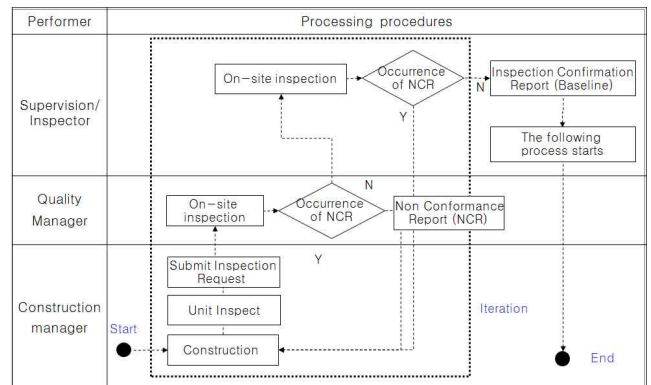 Performer
Processing procedures
Supervision/
Inspector
On-site inspection
Occurrence
of NCR
N
Y
Inspection Confirmation
Report (Baseline)
The following
process starts
Quality
Manager
On-site
inspection
Occurrence
of NCR
N
Y
Non Conformance
Report (NCR)
Construction
manager
Submit Inspection
Request
Unit Inspect
Construction
Start
Iteration
End